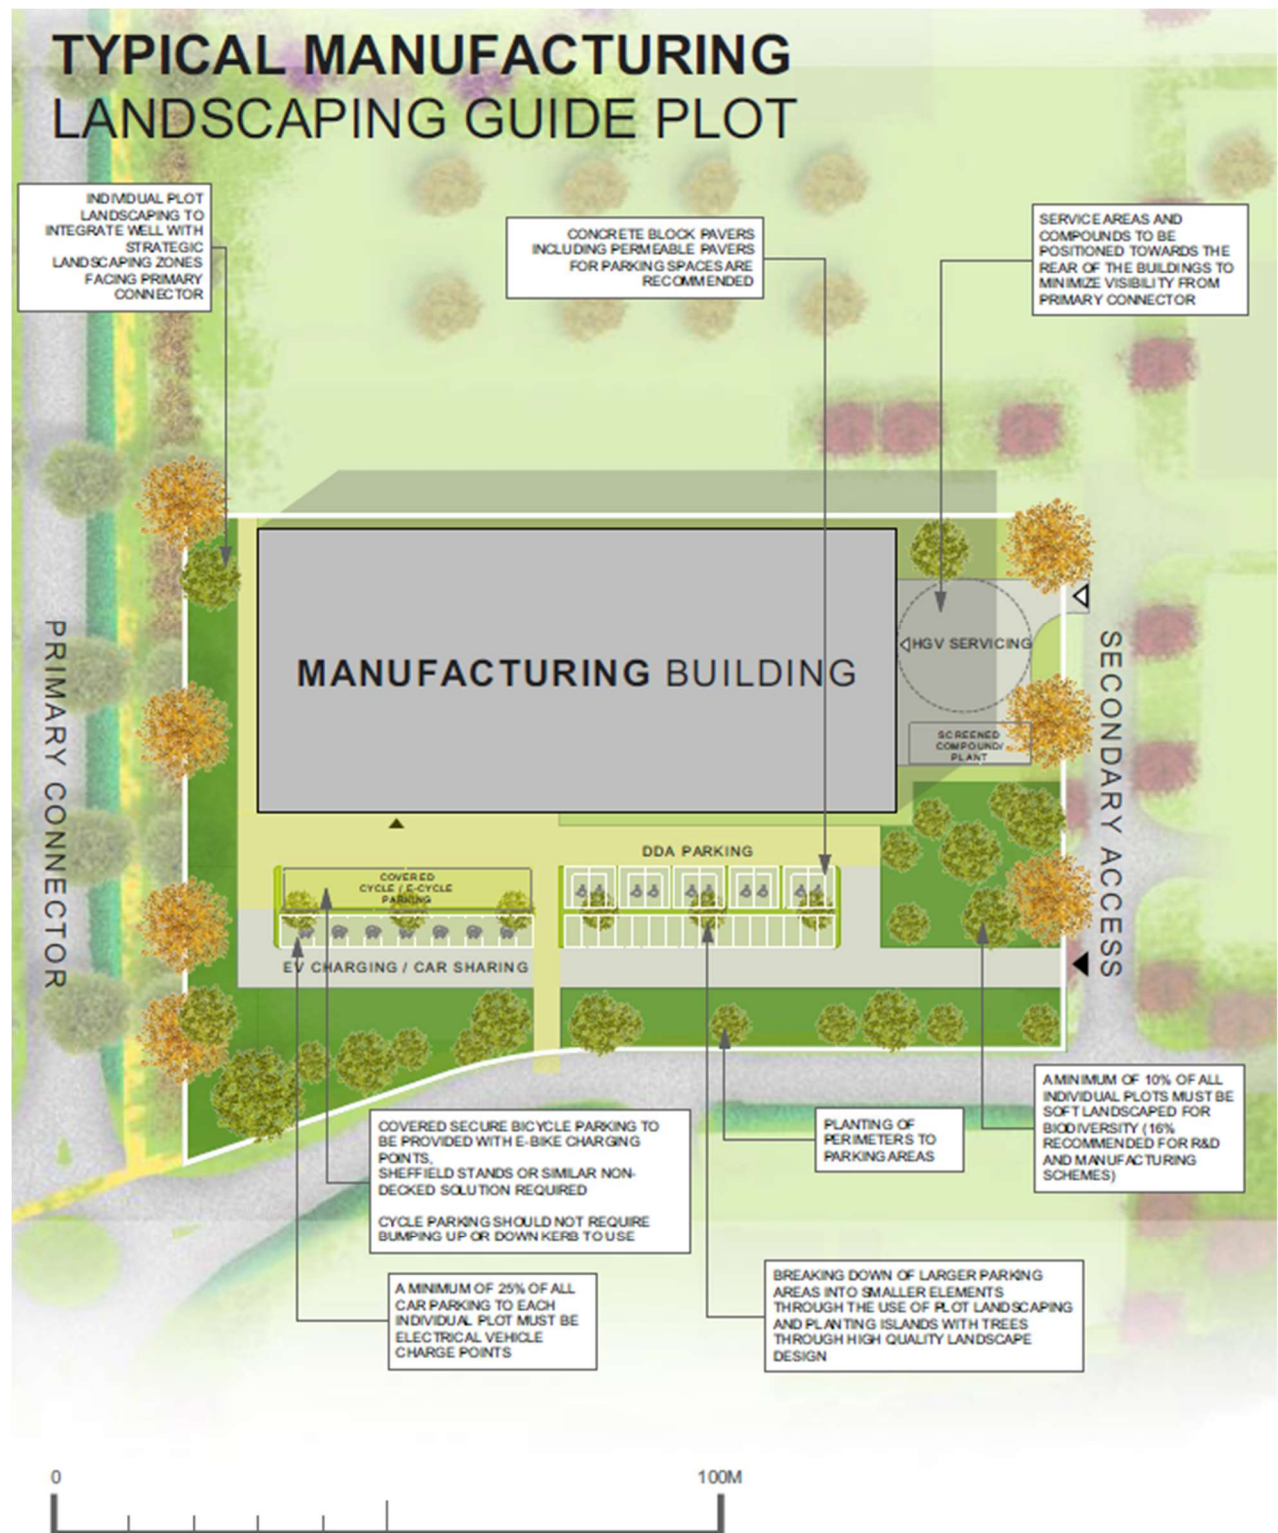 TYPICAL MANUFACTURING
LANDSCAPING GUIDE PLOT
INDIVIDUAL PLOT
LANDSCAPING TO
INTEGRATE WELL WITH
STRATEGIC
LANDSCAPING ZONES
FACING PRIMARY
CONNECTOR
CONCRETE BLOCK PAVERS
INCLUDING PERMEABLE PAVERS
FOR PARKING SPACES ARE
RECOMMENDED
SERVICE AREAS AND
COMPOUNDS TO BE
POSITIONED TOWARDS THE
REAR OF THE BUILDINGS TO
MINIMIZE VISIBILITY FROM
PRIMARY CONNECTOR
PRIMARY CONNECTOR
MANUFACTURING BUILDING
HGV SERVICING
SCREENED
COMPOUND/
PLANT
SECONDARY ACCESS
DDA PARKING
COVERED
CYCLE / E-CYCLE
PARKING
EV CHARGING / CAR SHARING
COVERED SECURE BICYCLE PARKING TO
BE PROVIDED WITH E-BIKE CHARGING
POINTS,
SHEFFIELD STANDS OR SIMILAR NON-
DECKED SOLUTION REQUIRED
CYCLE PARKING SHOULD NOT REQUIRE
BUMPING UP OR DOWN KERB TO USE
PLANTING OF
PERIMETERS TO
PARKING AREAS
A MINIMUM OF 10% OF ALL
INDIVIDUAL PLOTS MUST BE
SOFT LANDSCAPED FOR
BIODIVERSITY (16%
RECOMMENDED FOR R&D
AND MANUFACTURING
SCHEMES)
A MINIMUM OF 25% OF ALL
CAR PARKING TO EACH
INDIVIDUAL PLOT MUST BE
ELECTRICAL VEHICLE
CHARGE POINTS
BREAKING DOWN OF LARGER PARKING
AREAS INTO SMALLER ELEMENTS
THROUGH THE USE OF PLOT LANDSCAPING
AND PLANTING ISLANDS WITH TREES
THROUGH HIGH QUALITY LANDSCAPE
DESIGN
0
100M